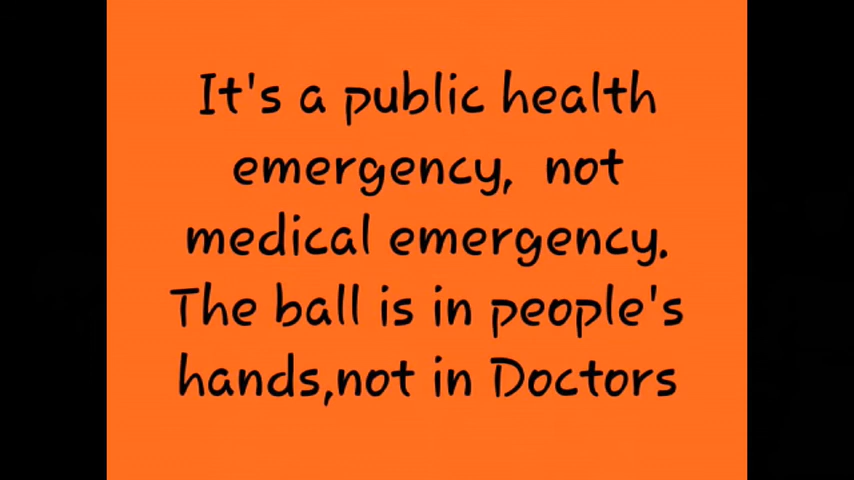 It's a public health
emergency, not
medical emergency.
The ball is in people's
hands,not in Doctors